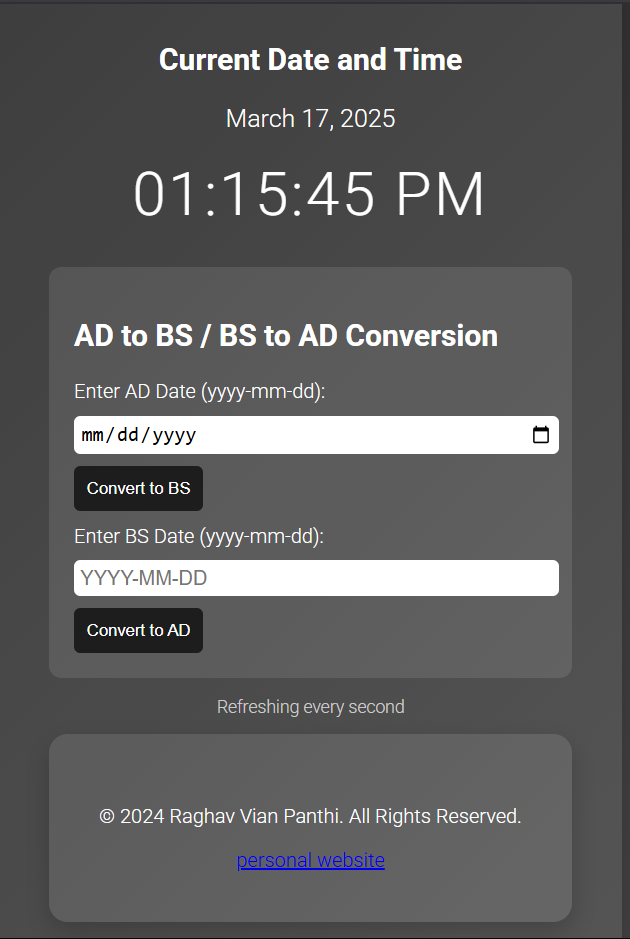 Current Date and Time
March 17, 2025
01:15:45 PM
AD to BS / BS to AD Conversion
Enter AD Date (yyyy-mm-dd):
mm/dd/yyyy
Convert to BS
Enter BS Date (yyyy-mm-dd):
YYYY-MM-DD
Convert to AD
Refreshing every second
© 2024 Raghav Vian Panthi. All Rights Reserved.
personal website